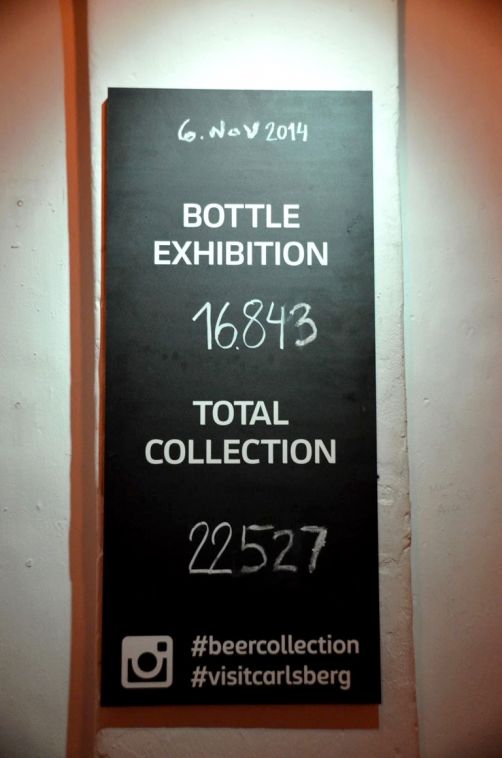 6. NOV 2014
BOTTLE
EXHIBITION
16.843
TOTAL
COLLECTION
22527
#beercollection
#visitcarlsberg